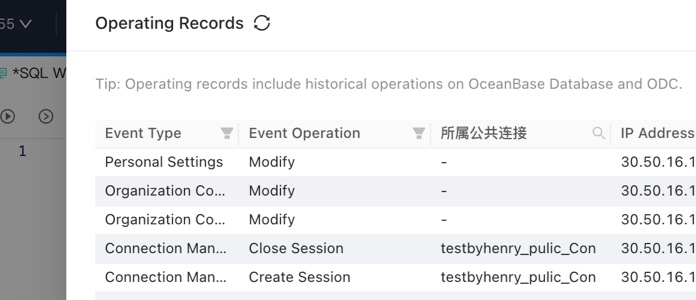 55
Operating Records
*SQL W
Tip: Operating records include historical operations on OceanBase Database and ODC.
1
Event Type Event Operation 所属公共连接 IP Address
Personal Settings Modify - 30.50.16.1
Organization Co... Modify - 30.50.16.1
Organization Co... Modify - 30.50.16.1
Connection Man... Close Session testbyhenry_pulic_Con 30.50.16.1
Connection Man... Create Session testbyhenry_pulic_Con 30.50.16.1